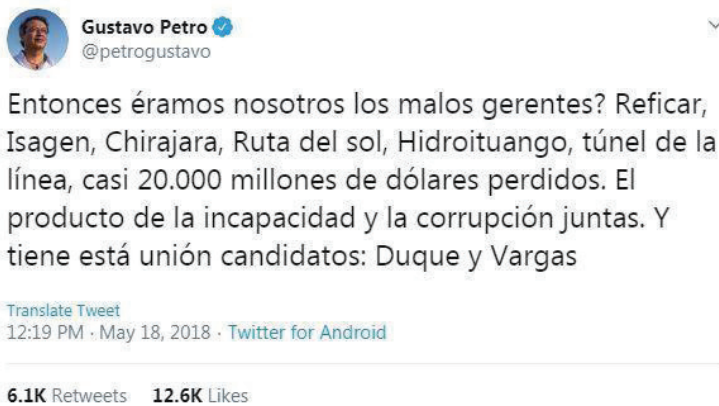 Gustavo Petro
@petrogustavo
Entonces éramos nosotros los malos gerentes? Reficar,
Isagen, Chirajara, Ruta del sol, Hidroituango, túnel de la
línea, casi 20.000 millones de dólares perdidos. El
producto de la incapacidad y la corrupción juntas. Y
tiene está unión candidatos: Duque y Vargas
Translate Tweet
12:19 PM · May 18, 2018 · Twitter for Android
6.1K Retweets 12.6K Likes